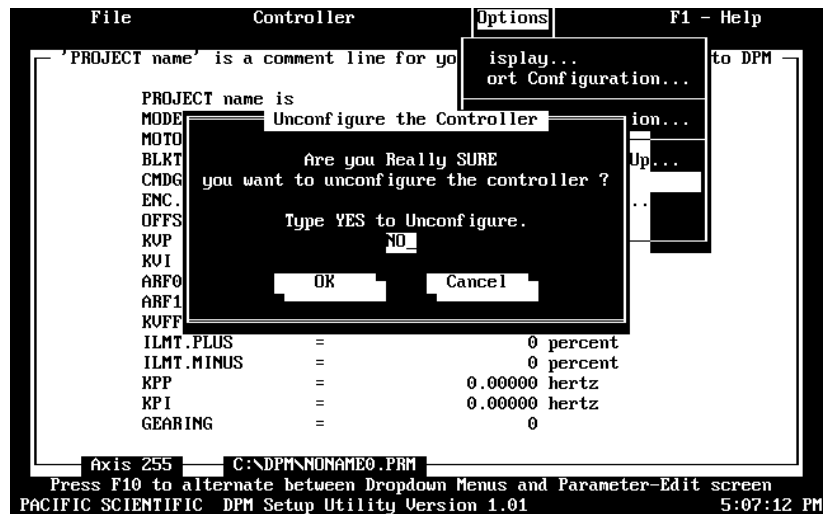 File Controller Options F1 - Help
'PROJECT name' is a comment line for yo to DPM
isplay...
ort Configuration...
PROJECT name is
MODE ion...
Unconfigure the Controller
MOTO
BLKT Up...
Are you Really SURE
CMDG
you want to unconfigure the controller ?
ENC. ..
OFFS
Type YES to Unconfigure.
KVP
NO_
KVI
ARF0
OK Cancel
ARF1
KVFF
ILMT.PLUS = 0 percent
ILMT.MINUS = 0 percent
KPP = 0.00000 hertz
KPI = 0.00000 hertz
GEARING = 0
Axis 255 C:\DPM\NONAME0.PRM
Press F10 to alternate between Dropdown Menus and Parameter-Edit screen
PACIFIC SCIENTIFIC DPM Setup Utility Version 1.01 5:07:12 PM